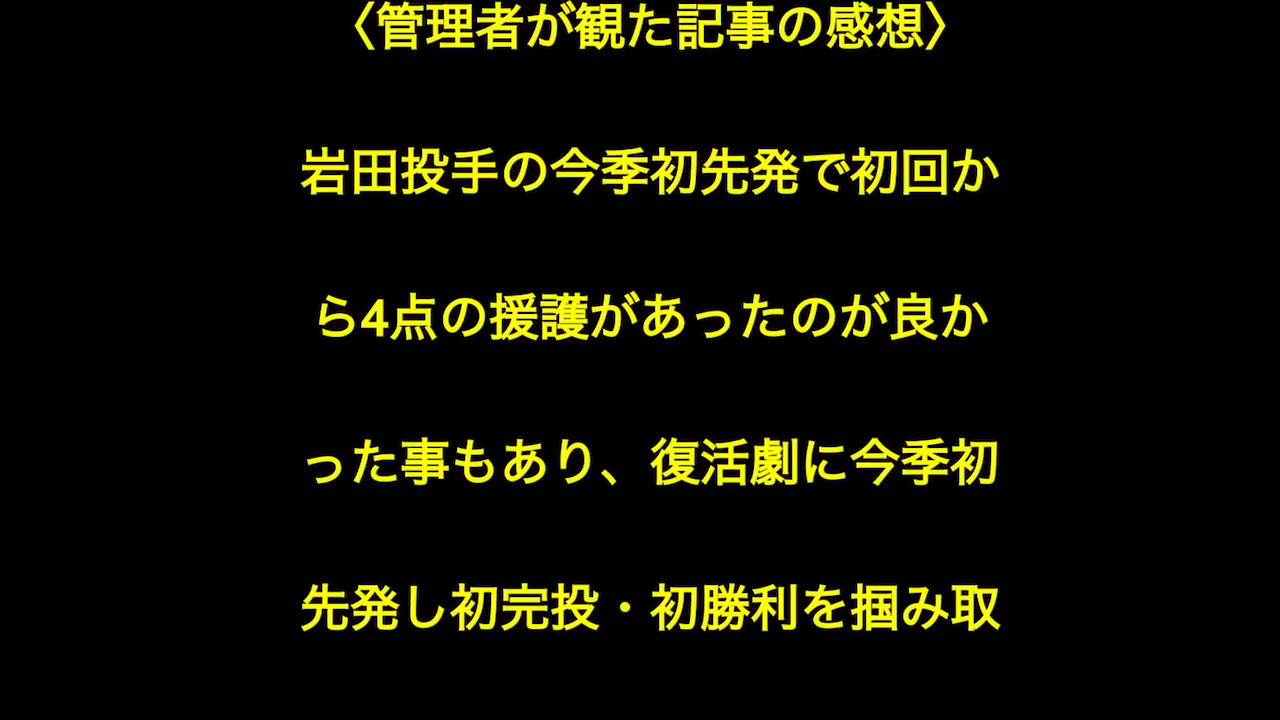 〈管理者が観た記事の感想〉
岩田投手の今季初先発で初回か
ら4点の援護があったのが良か
った事もあり、復活劇に今季初
先発し初完投・初勝利を掴み取